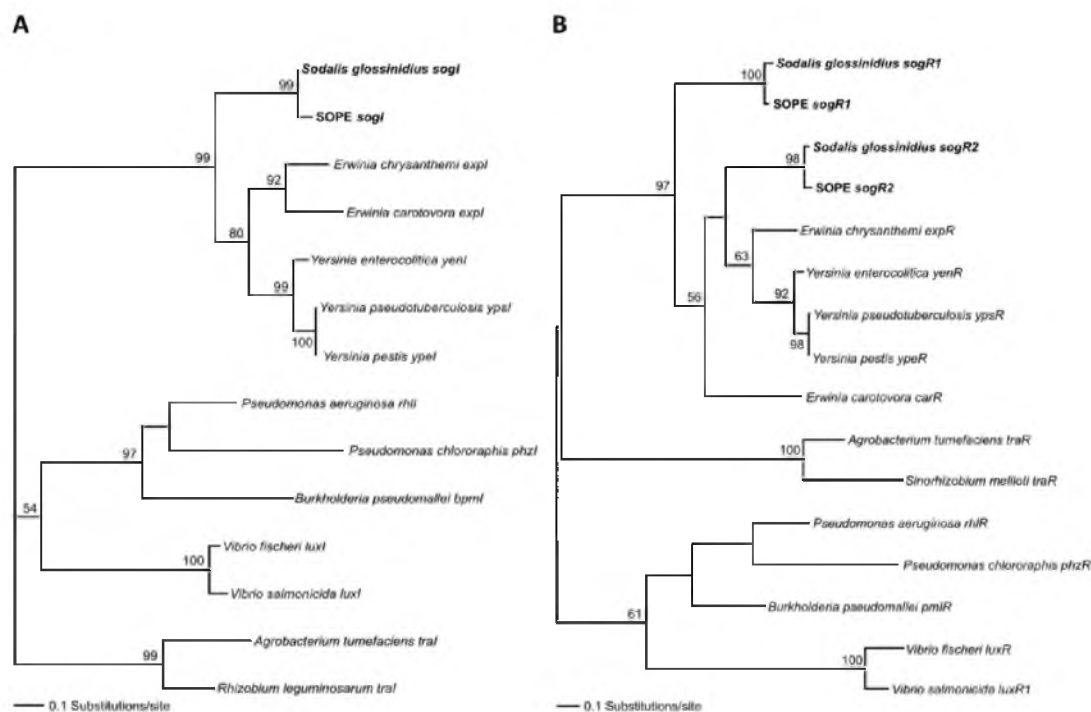 A
99
Sodalis glossinidius sogI
SOPE sogI
99
92
Erwinia chrysanthemi expI
Erwinia carotovora expI
80
99
Yersinia enterocolitica yenI
Yersinia pseudotuberculosis ypsI
100
Yersinia pestis ypeI
Pseudomonas aeruginosa rhlI
97
Pseudomonas chlororaphis phzI
Burkholderia pseudomallei bpmI
54
Vibrio fischeri luxI
100
Vibrio salmonicida luxI
99
Agrobacterium tumefaciens traI
Rhizobium leguminosarum traI
0.1 Substitutions/site
B
100
Sodalis glossinidius sogR1
SOPE sogR1
98
Sodalis glossinidius sogR2
SOPE sogR2
97
Erwinia chrysanthemi expR
63
Yersinia enterocolitica yenR
92
56
Yersinia pseudotuberculosis ypsR
98
Yersinia pestis ypeR
Erwinia carotovora carR
100
Agrobacterium tumefaciens traR
Sinorhizobium mellioti traR
Pseudomonas aeruginosa rhlR
Pseudomonas chlororaphis phzR
Burkholderia pseudomallei pmlR
61
Vibrio fischeri luxR
100
Vibrio salmonicida luxR1
0.1 Substitutions/site